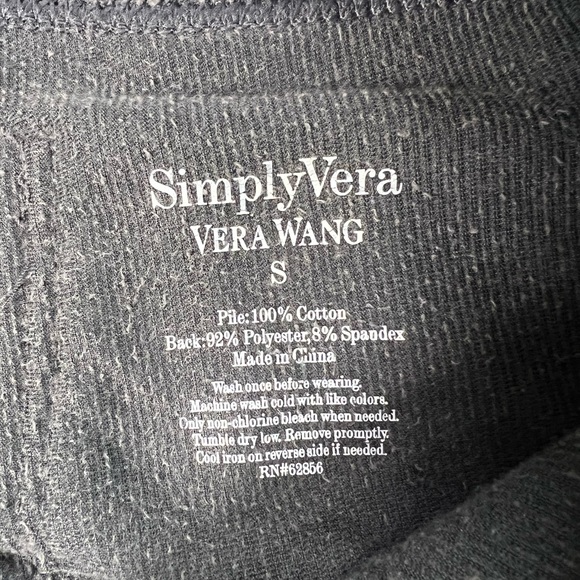 SimplyVera
VERA WANG
S
Pile: 100% Cotton
Back: 92% Polyester, 8% Spandex
Made in China
Wash once before wearing.
Machine wash cold with like colors.
Only non-chlorine bleach when needed.
Tumble dry low. Remove promptly.
Cool iron on reverse side if needed.
RN#62856